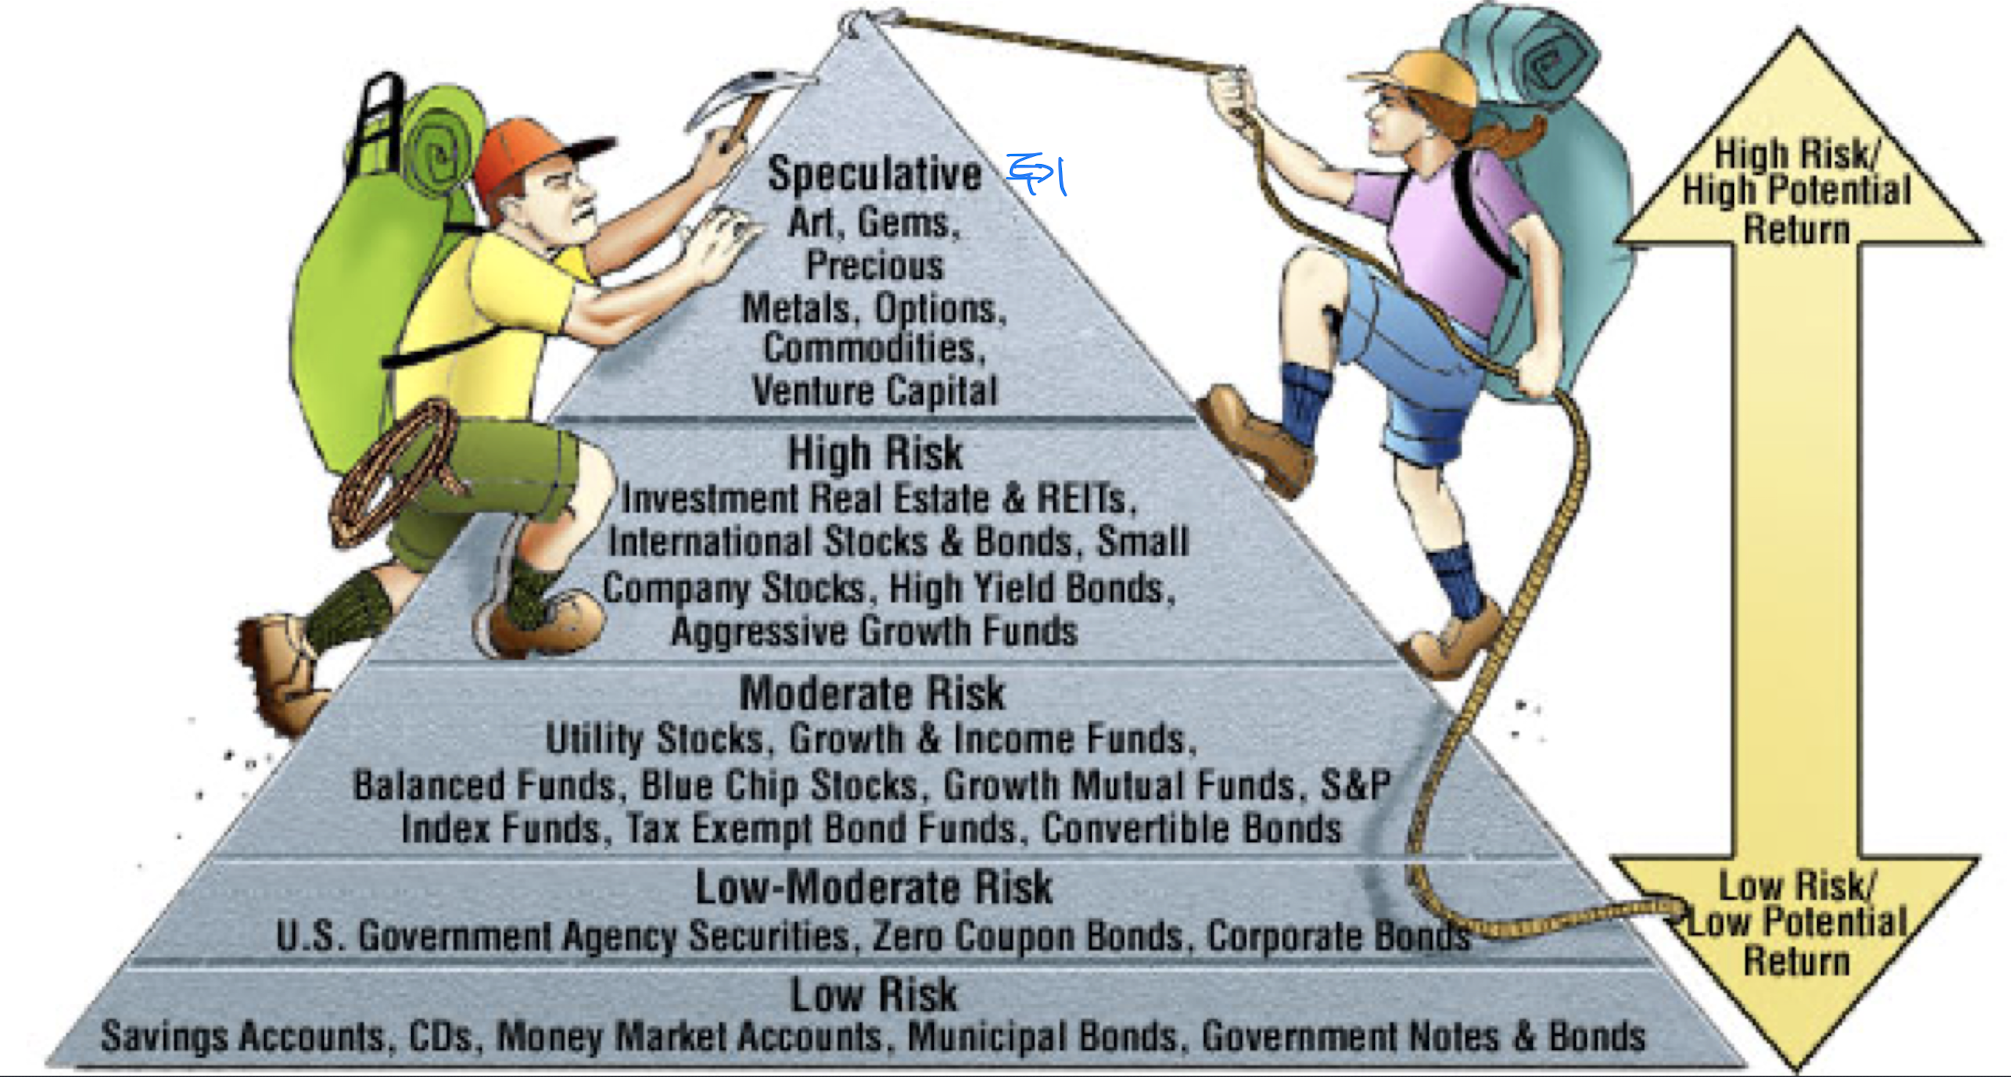 Speculative
Art, Gems,
Precious
Metals, Options,
Commodities,
Venture Capital
High Risk
Investment Real Estate & REITs,
International Stocks & Bonds, Small
Company Stocks, High Yield Bonds,
Aggressive Growth Funds
Moderate Risk
Utility Stocks, Growth & Income Funds,
Balanced Funds, Blue Chip Stocks, Growth Mutual Funds, S&P
Index Funds, Tax Exempt Bond Funds, Convertible Bonds
Low-Moderate Risk
U.S. Government Agency Securities, Zero Coupon Bonds, Corporate Bonds
Low Risk
Savings Accounts, CDs, Money Market Accounts, Municipal Bonds, Government Notes & Bonds
High Risk/
High Potential
Return
Low Risk/
Low Potential
Return